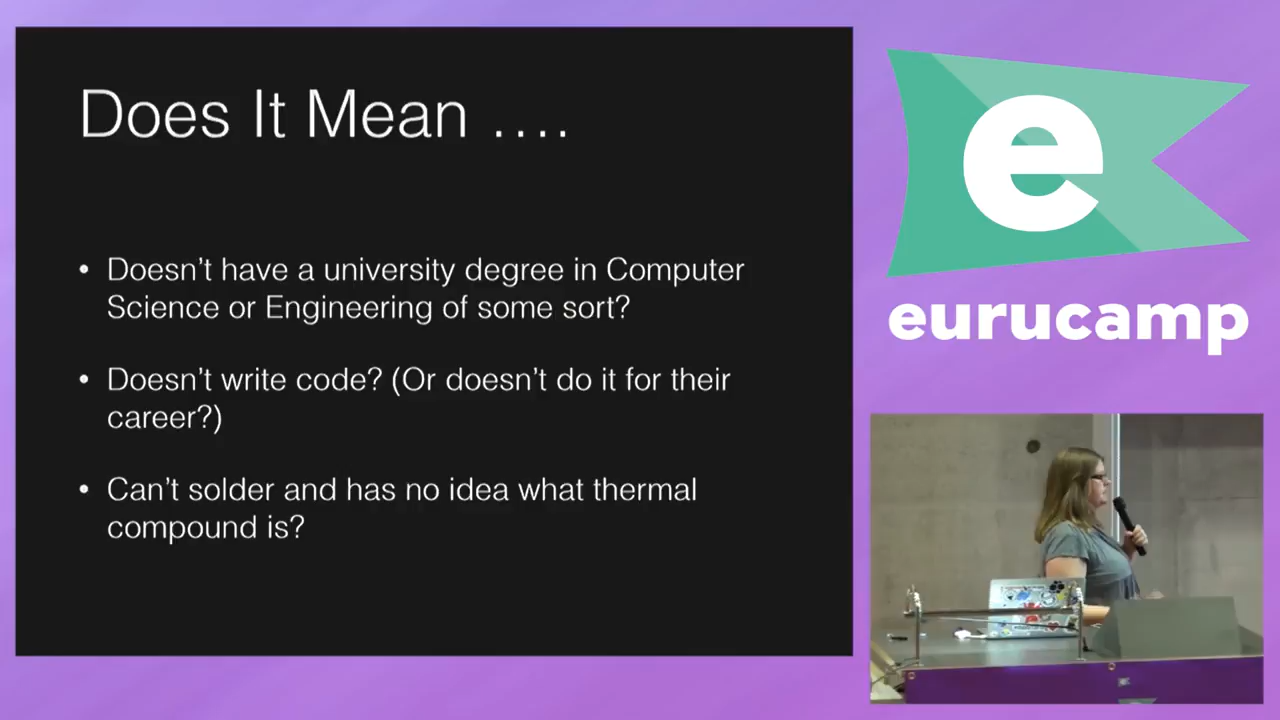 Does It Mean ….
• Doesn't have a university degree in Computer
Science or Engineering of some sort?
• Doesn't write code? (Or doesn't do it for their
career?)
• Can't solder and has no idea what thermal
compound is?
e
eurucamp